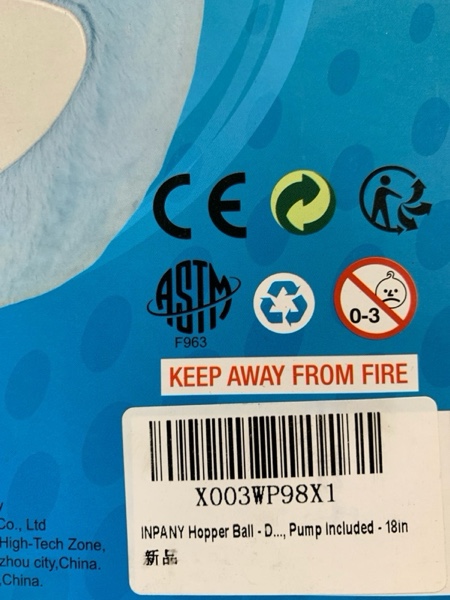 CE
ASTM
F963
0-3
KEEP AWAY FROM FIRE
X003WP98X1
INPANY Hopper Ball - D..., Pump Included - 18in
新品
Co., Ltd
High-Tech Zone,
zhou city,China.
,China.